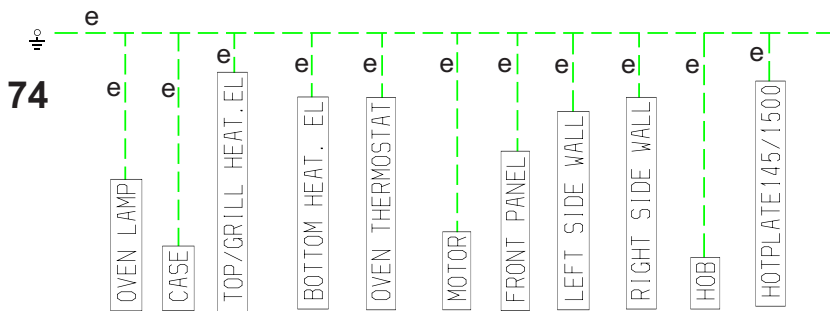 e
74
e
e
e
e
e
e
e
e
e
e
e
OVEN LAMP
CASE
TOP/GRILL HEAT.EL
BOTTOM HEAT. EL
OVEN THERMOSTAT
MOTOR
FRONT PANEL
LEFT SIDE WALL
RIGHT SIDE WALL
HOB
HOTPLATE145/1500